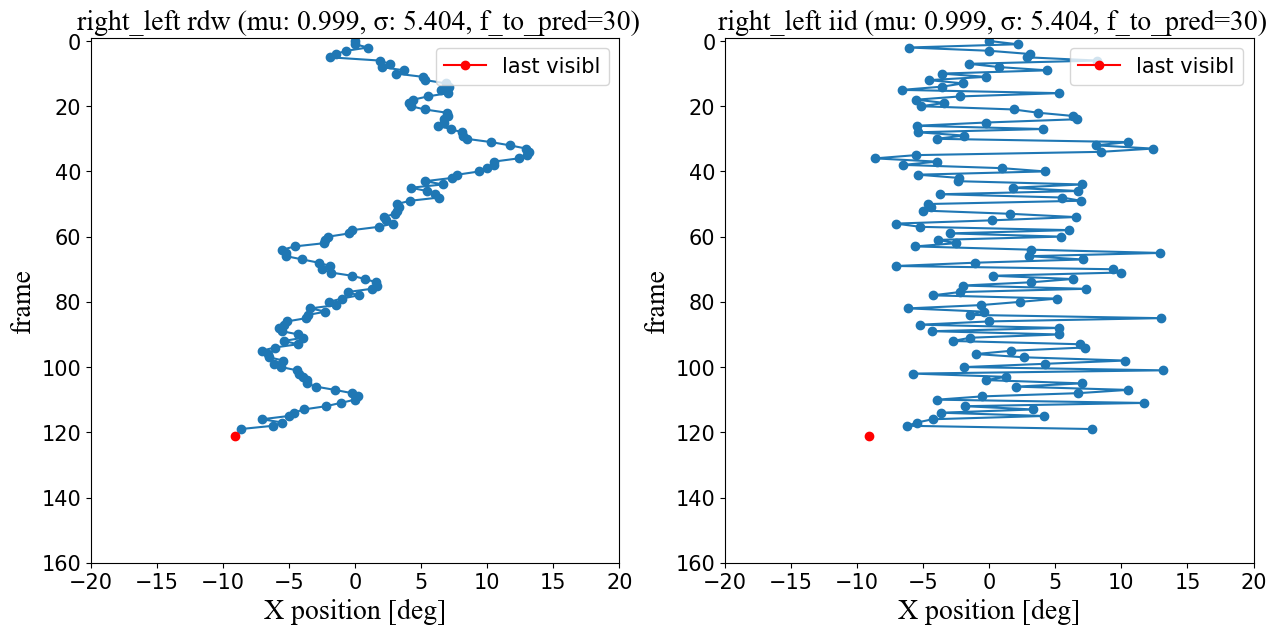 right_left rdw (mu: 0.999, σ: 5.404, f_to_pred=30)
last visibl
0
20
40
60
80
100
120
140
160
frame
−20 −15 −10 −5 0 5 10 15 20
X position [deg]
right_left iid (mu: 0.999, σ: 5.404, f_to_pred=30)
last visibl
0
20
40
60
80
100
120
140
160
frame
−20 −15 −10 −5 0 5 10 15 20
X position [deg]